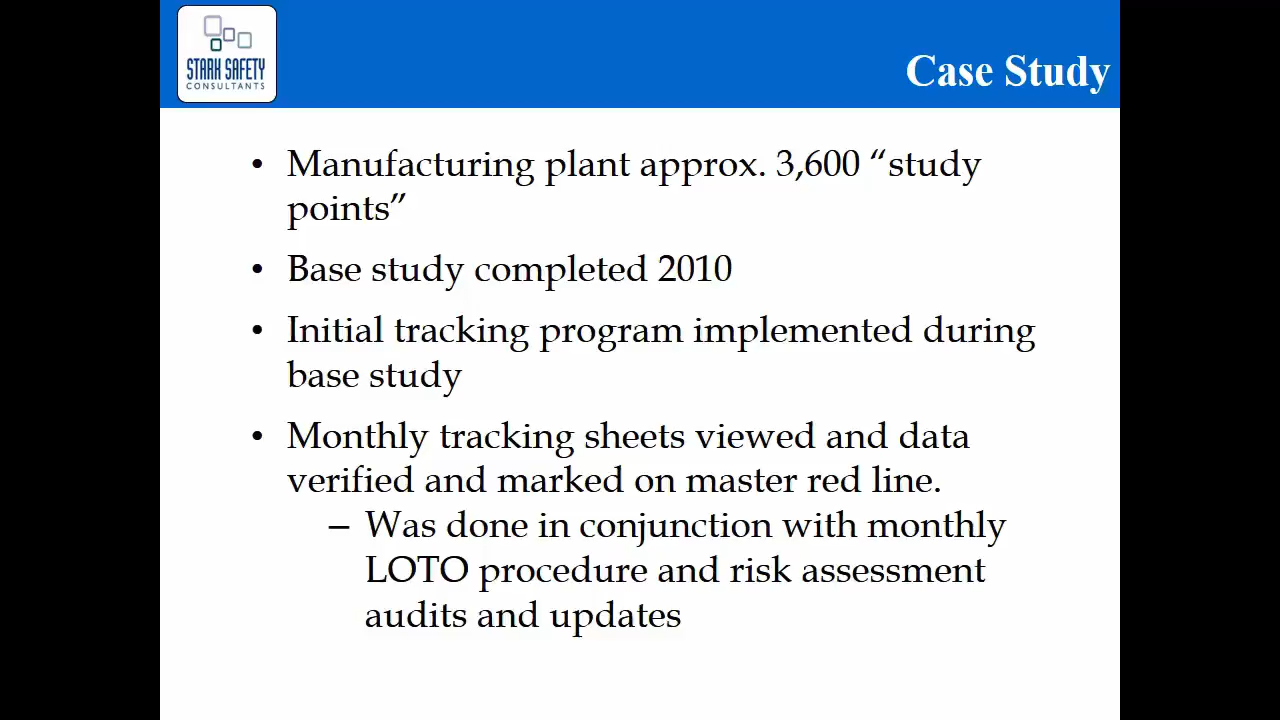 STARK SAFETY
CONSULTANTS
Case Study
• Manufacturing plant approx. 3,600 “study
points”
• Base study completed 2010
• Initial tracking program implemented during
base study
• Monthly tracking sheets viewed and data
verified and marked on master red line.
– Was done in conjunction with monthly
LOTO procedure and risk assessment
audits and updates